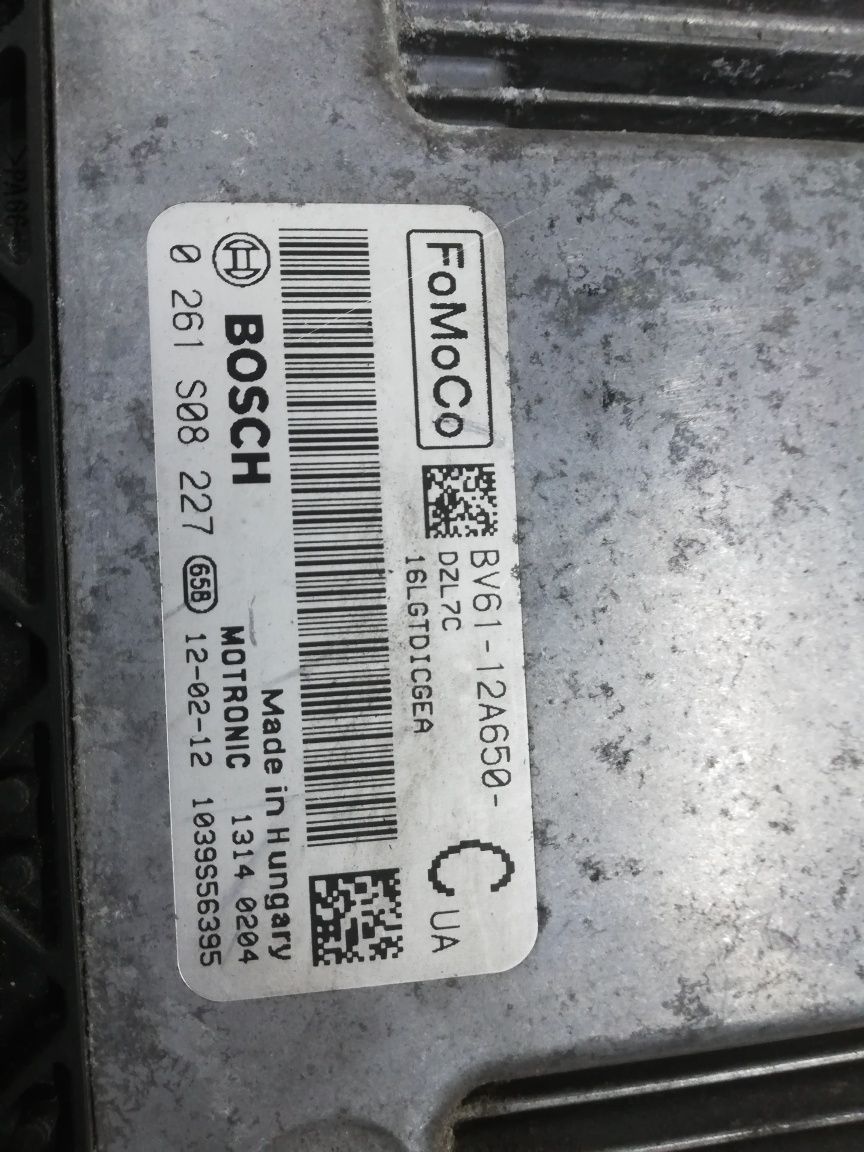 FoMoCo
BV61-12A650-
C
UA
DZL7C
16LGTDICGEA
BOSCH
Made in Hungary
MOTRONIC 1314 0204
0 261 S08 227 65B 12-02-12 1039S56395
>PA66